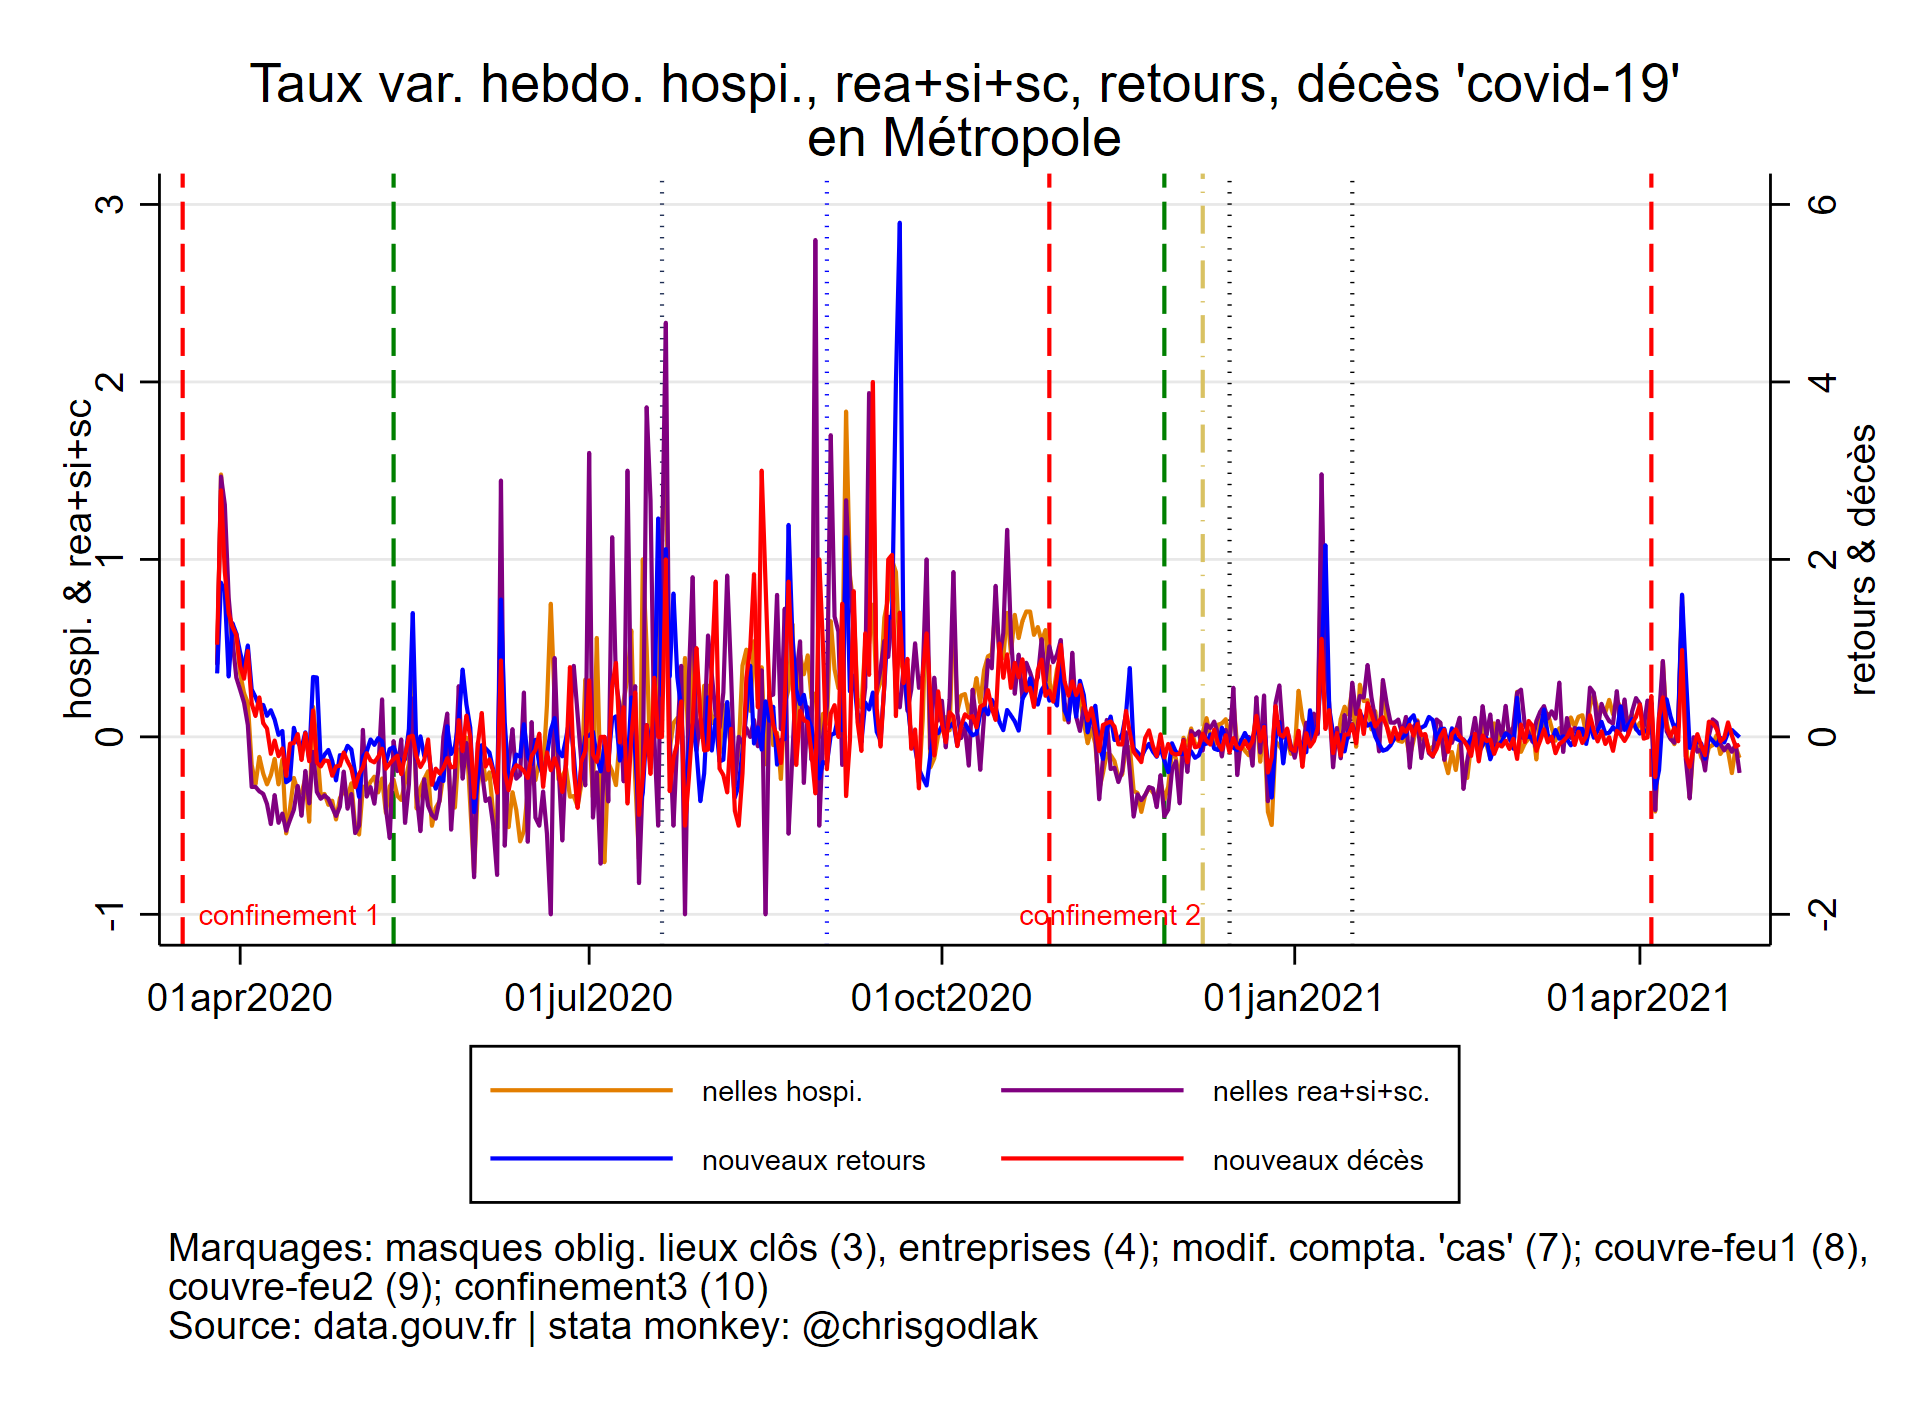 Taux var. hebdo. hospi., rea+si+sc, retours, décès 'covid-19'
en Métropole
hospi. & rea+si+sc
3
2
1
0
-1
retours & décès
6
4
2
0
-2
confinement 1
confinement 2
01apr2020
01jul2020
01oct2020
01jan2021
01apr2021
nelles hospi.
nelles rea+si+sc.
nouveaux retours
nouveaux décès
Marquages: masques oblig. lieux clôs (3), entreprises (4); modif. compta. 'cas' (7); couvre-feu1 (8),
couvre-feu2 (9); confinement3 (10)
Source: data.gouv.fr | stata monkey: @chrisgodlak